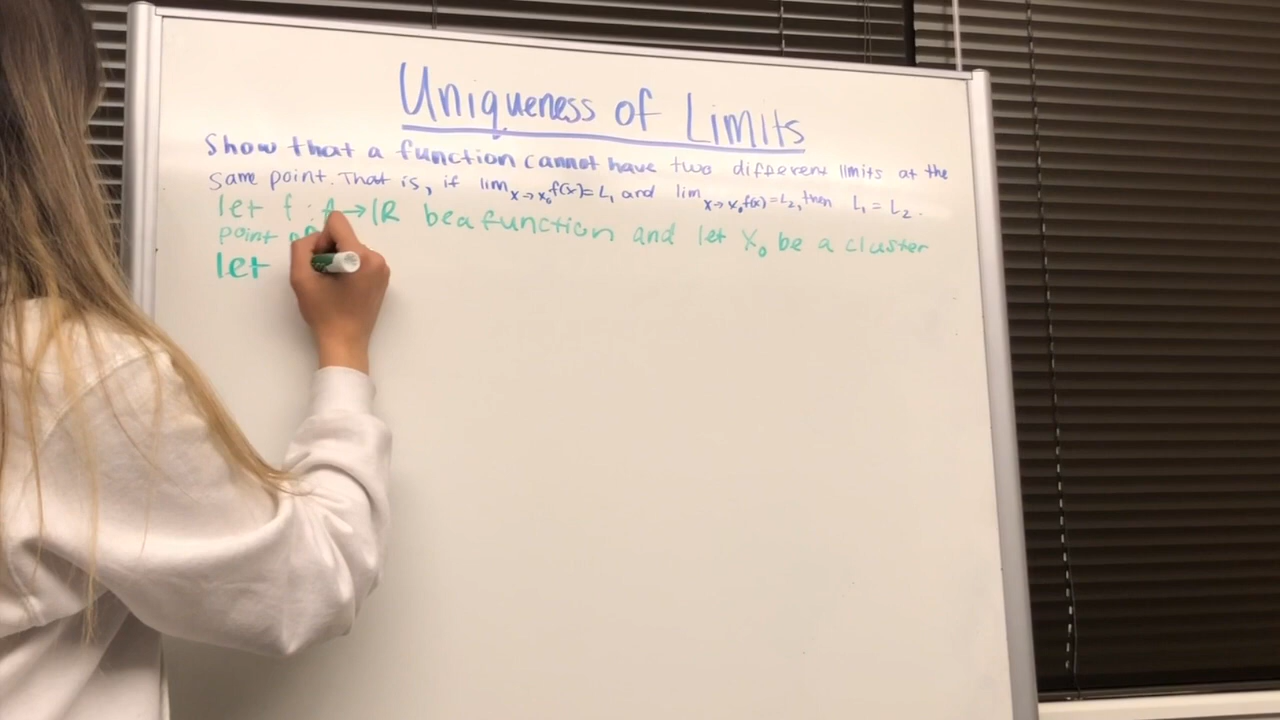 Uniqueness of Limits
Show that a function cannot have two different limits at the
same point. That is, if lim x→x₀ f(x)=L₁ and lim x→x₀ f(x)=L₂, then L₁ = L₂.
let f : A→ℝ be a function and let x₀ be a cluster
point
let